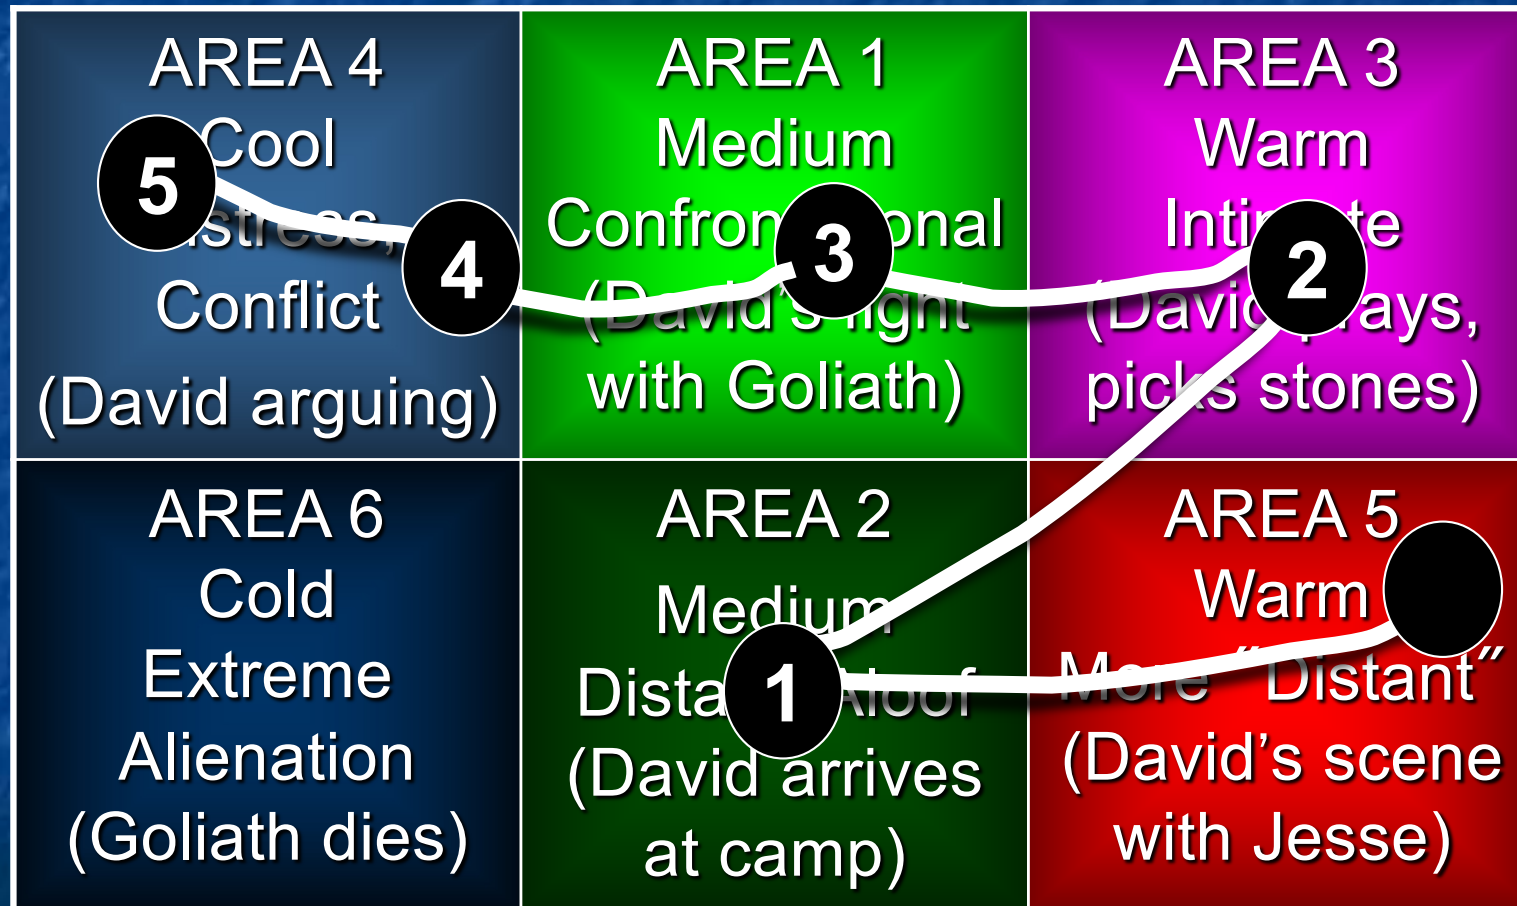 AREA 4
Cool
Conflict
(David arguing)
AREA 1
Medium
(David's
with Goliath)
AREA 3
Warm
picks stones)
AREA 6
Cold
Extreme
Alienation
(Goliath dies)
AREA 2
Medium
Aloof
(David arrives
at camp)
AREA 5
Warm
More "Distant"
(David’s scene
with Jesse)
5
4
3
2
1